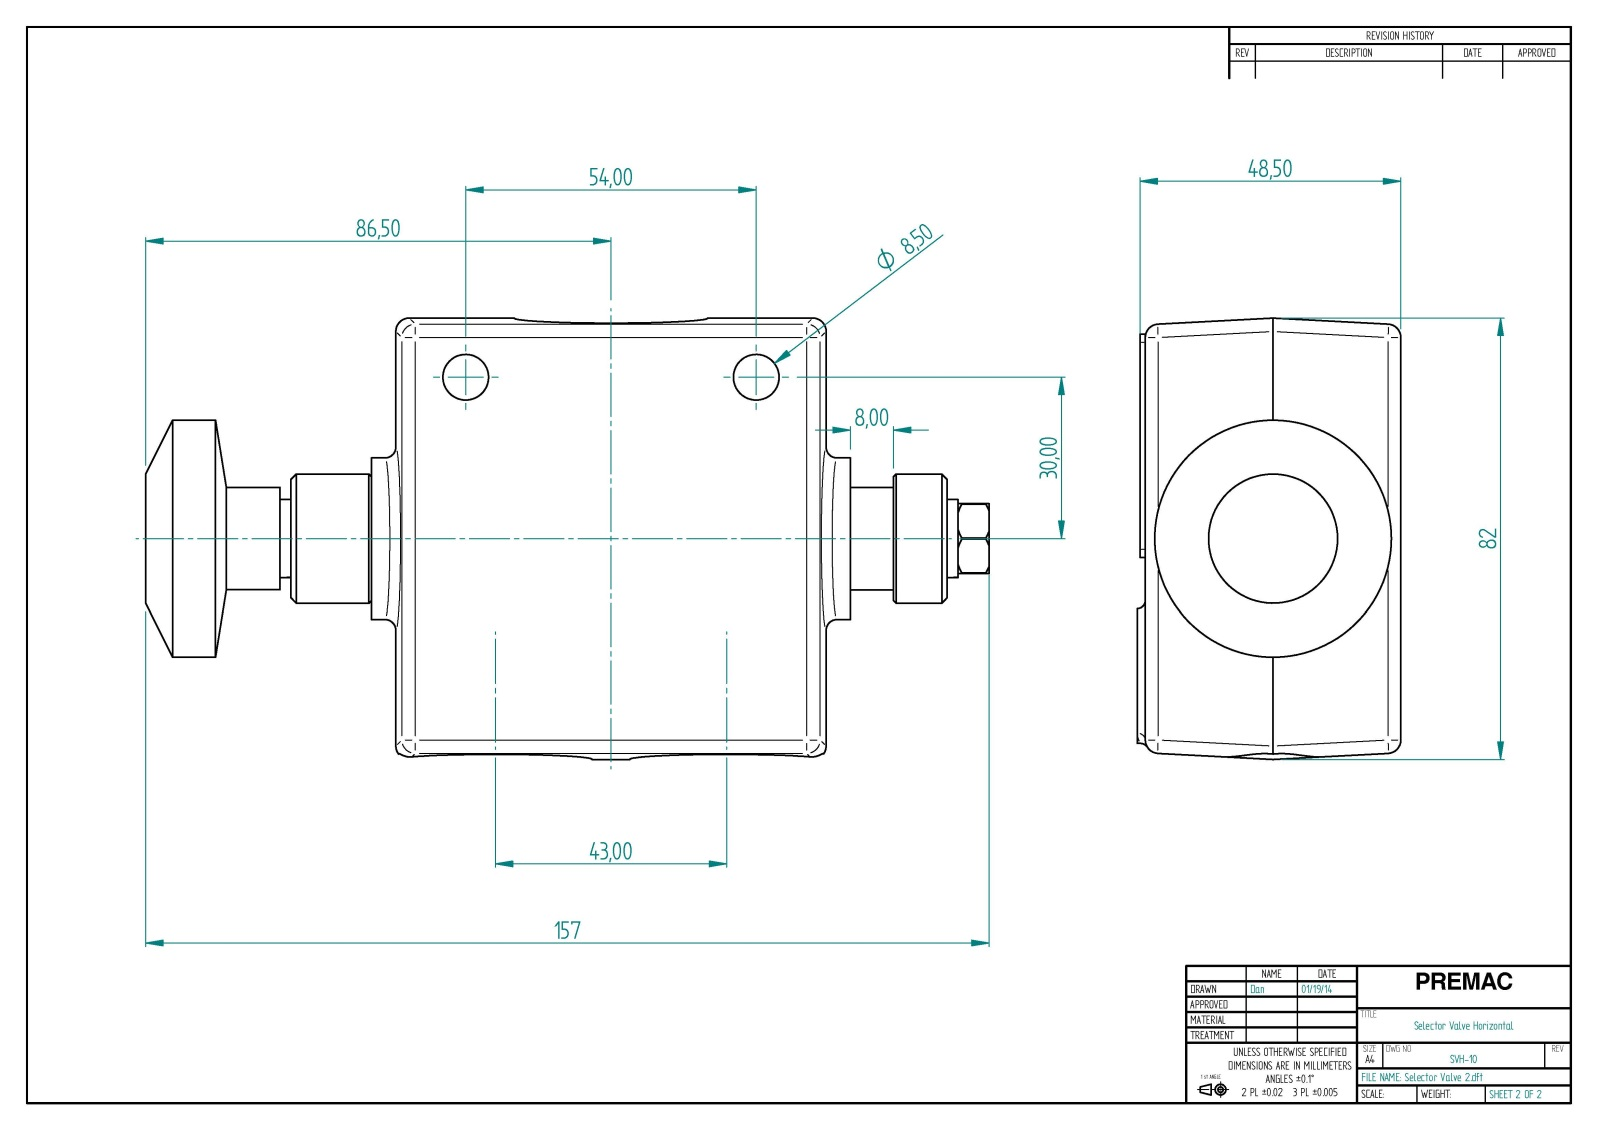 REVISION HISTORY
REV DESCRIPTION DATE APPROVED
54,00
48,50
86,50
Φ 8,50
8,00
30,00
82
43,00
157
NAME DATE
DRAWN Dan 01/19/14
APPROVED
MATERIAL
TREATMENT
UNLESS OTHERWISE SPECIFIED
DIMENSIONS ARE IN MILLIMETERS
ANGLES ±0.1°
2 PL ±0.02 3 PL ±0.005
1 st ANGLE
PREMAC
TITLE
Selector Valve Horizontal
SIZE DWG NO REV
A4 SVH-10
FILE NAME: Selector Valve 2.dft
SCALE: WEIGHT: SHEET 2 OF 2